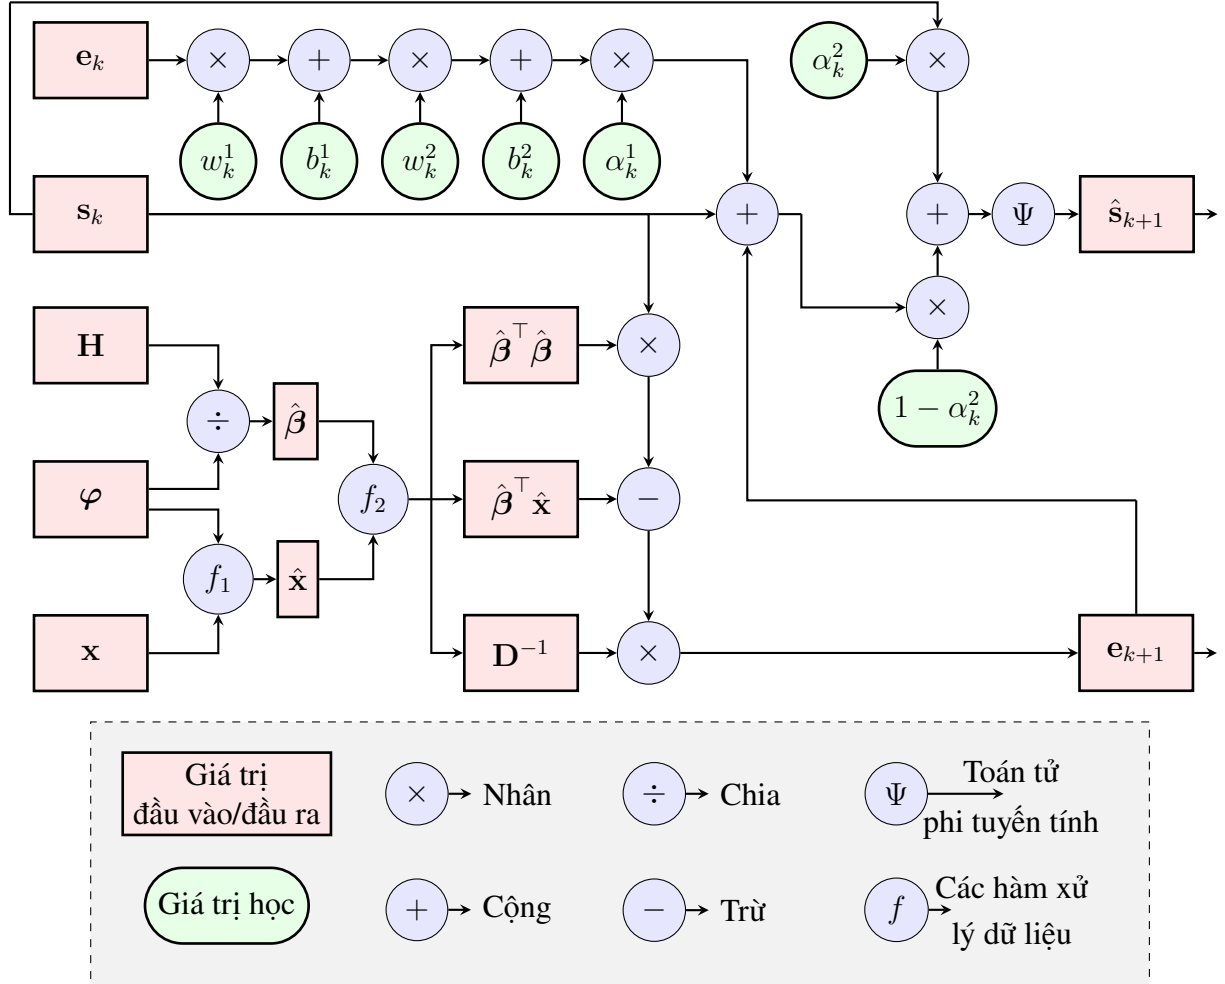 e_k × + × + × α_k^2 ×
w_k^1 b_k^1 w_k^2 b_k^2 α_k^1
s_k + + Ψ ŝ_{k+1}
H β̂^⊤β̂ × ×
÷ β̂ 1 − α_k^2
φ f_2 β̂^⊤x̂ −
f_1 x̂
x D^{−1} × e_{k+1}
Giá trị
đầu vào/đầu ra
× Nhân
÷ Chia
Ψ Toán tử
phi tuyến tính
Giá trị học
+ Cộng
− Trừ
f Các hàm xử
lý dữ liệu